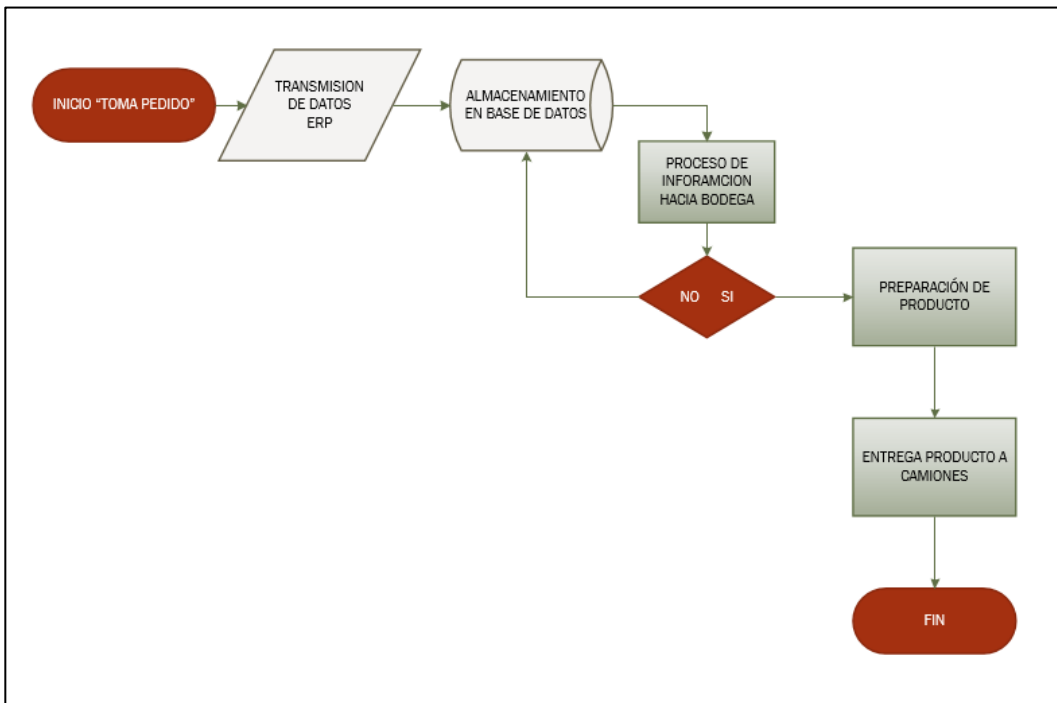 INICIO “TOMA PEDIDO”
TRANSMISION
DE DATOS
ERP
ALMACENAMIENTO
EN BASE DE DATOS
PROCESO DE
INFORAMCION
HACIA BODEGA
NO SI
PREPARACIÓN DE
PRODUCTO
ENTREGA PRODUCTO A
CAMIONES
FIN